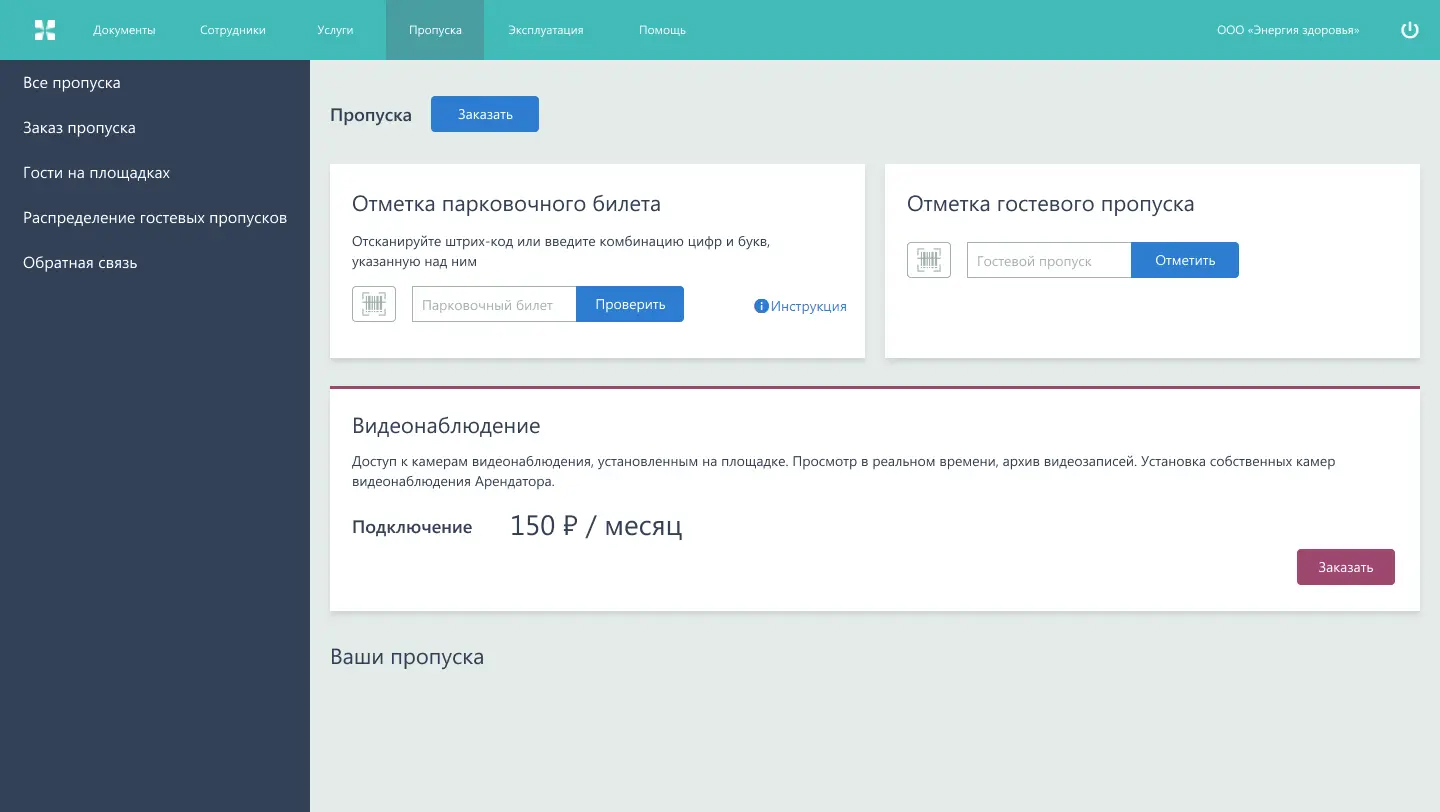 Документы
Сотрудники
Услуги
Пропуска
Эксплуатация
Помощь
ООО «Энергия здоровья»
Все пропуска
Заказ пропуска
Гости на площадках
Распределение гостевых пропусков
Обратная связь
Пропуска
Заказать
Отметка парковочного билета
Отсканируйте штрих-код или введите комбинацию цифр и букв,
указанную над ним
Парковочный билет
Проверить
Инструкция
Отметка гостевого пропуска
Гостевой пропуск
Отметить
Видеонаблюдение
Доступ к камерам видеонаблюдения, установленным на площадке. Просмотр в реальном времени, архив видеозаписей. Установка собственных камер
видеонаблюдения Арендатора.
Подключение
150 ₽ / месяц
Заказать
Ваши пропуска